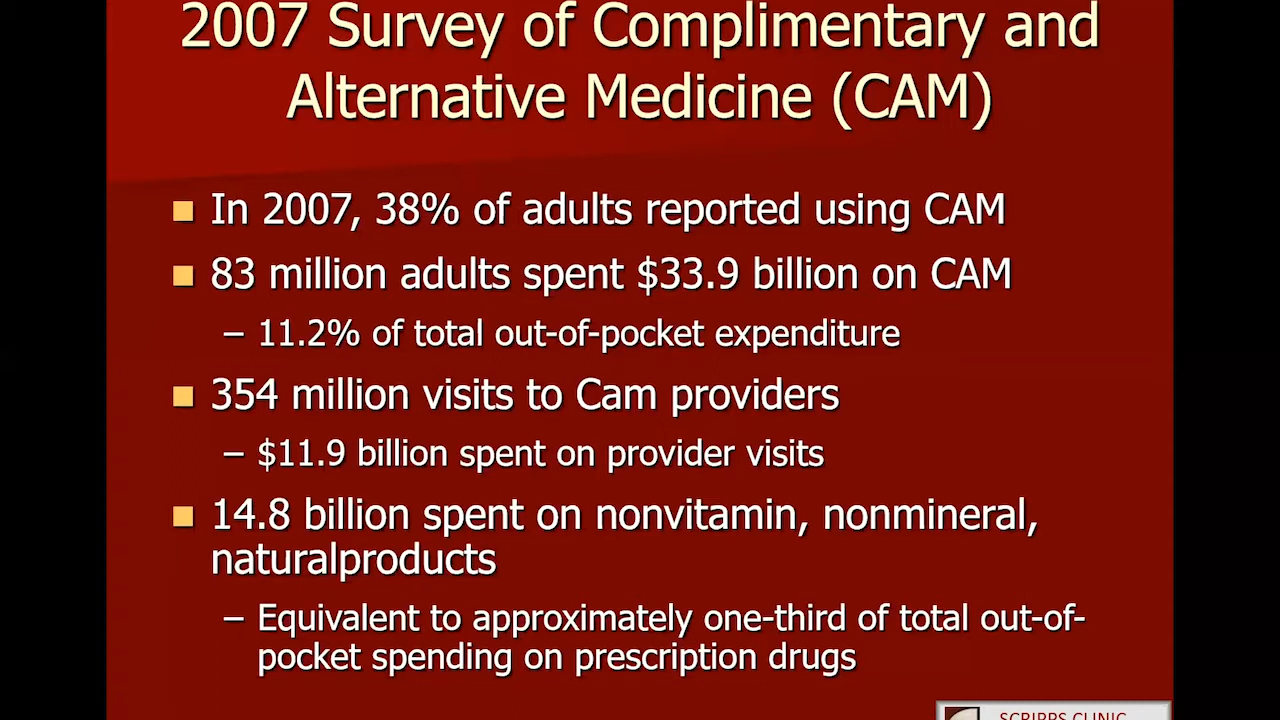 2007 Survey of Complimentary and
Alternative Medicine (CAM)
■ In 2007, 38% of adults reported using CAM
■ 83 million adults spent $33.9 billion on CAM
– 11.2% of total out-of-pocket expenditure
■ 354 million visits to Cam providers
– $11.9 billion spent on provider visits
■ 14.8 billion spent on nonvitamin, nonmineral,
naturalproducts
– Equivalent to approximately one-third of total out-of-
pocket spending on prescription drugs
SCRIPPS CLINIC